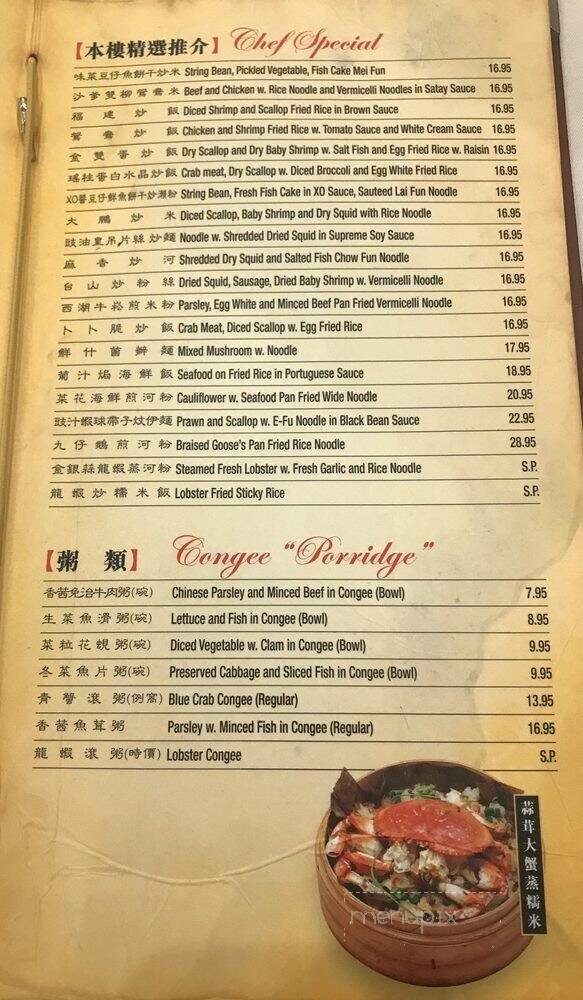 【本樓精選推介】 Chef Special
味菜豆仔魚餅干炒米 String Bean, Pickled Vegetable, Fish Cake Mei Fun 16.95
沙爹雙柳鴛鴦米 Beef and Chicken w. Rice Noodle and Vermicelli Noodles in Satay Sauce 16.95
福建炒飯 Diced Shrimp and Scallop Fried Rice in Brown Sauce 16.95
鴛鴦炒飯 Chicken and Shrimp Fried Rice w. Tomato Sauce and White Cream Sauce 16.95
金雙喬炒飯 Dry Scallop and Dry Baby Shrimp w. Salt Fish and Egg Fried Rice w. Raisin 16.95
瑤柱蛋白水晶炒飯 Crab meat, Dry Scallop w. Diced Broccoli and Egg White Fried Rice 16.95
XO醬豆仔鮮魚餅干炒瀨粉 String Bean, Fresh Fish Cake in XO Sauce, Sauteed Lai Fun Noodle 16.95
大鵬炒米 Diced Scallop, Baby Shrimp and Dry Squid with Rice Noodle 16.95
豉油皇吊片絲炒麵 Noodle w. Shredded Dried Squid in Supreme Soy Sauce 16.95
麻香炒河 Shredded Dry Squid and Salted Fish Chow Fun Noodle 16.95
台山炒粉絲 Dried Squid, Sausage, Dried Baby Shrimp w. Vermicelli Noodle 16.95
西湖牛崧煎米粉 Parsley, Egg White and Minced Beef Pan Fried Vermicelli Noodle 16.95
卜卜脆炒飯 Crab Meat, Diced Scallop w. Egg Fried Rice 16.95
鮮什菌辦麵 Mixed Mushroom w. Noodle 17.95
葡汁焗海鮮飯 Seafood on Fried Rice in Portuguese Sauce 18.95
菜花海鮮煎河粉 Cauliflower w. Seafood Pan Fried Wide Noodle 20.95
豉汁蝦球帶子炆伊麵 Prawn and Scallop w. E-Fu Noodle in Black Bean Sauce 22.95
九仔鵝煎河粉 Braised Goose's Pan Fried Rice Noodle 28.95
金銀蒜龍蝦蒸河粉 Steamed Fresh Lobster w. Fresh Garlic and Rice Noodle S.P.
龍蝦炒糯米飯 Lobster Fried Sticky Rice S.P.
【粥類】 Congee "Porridge"
香茜免治牛肉粥(碗) Chinese Parsley and Minced Beef in Congee (Bowl) 7.95
生菜魚滑粥(碗) Lettuce and Fish in Congee (Bowl) 8.95
菜粒花蜆粥(碗) Diced Vegetable w. Clam in Congee (Bowl) 9.95
冬菜魚片粥(碗) Preserved Cabbage and Sliced Fish in Congee (Bowl) 9.95
青蟹滾粥(例窩) Blue Crab Congee (Regular) 13.95
香茜魚茸粥 Parsley w. Minced Fish in Congee (Regular) 16.95
龍蝦滾粥(時價) Lobster Congee S.P.
蒜茸大蟹蒸糯米
menupix